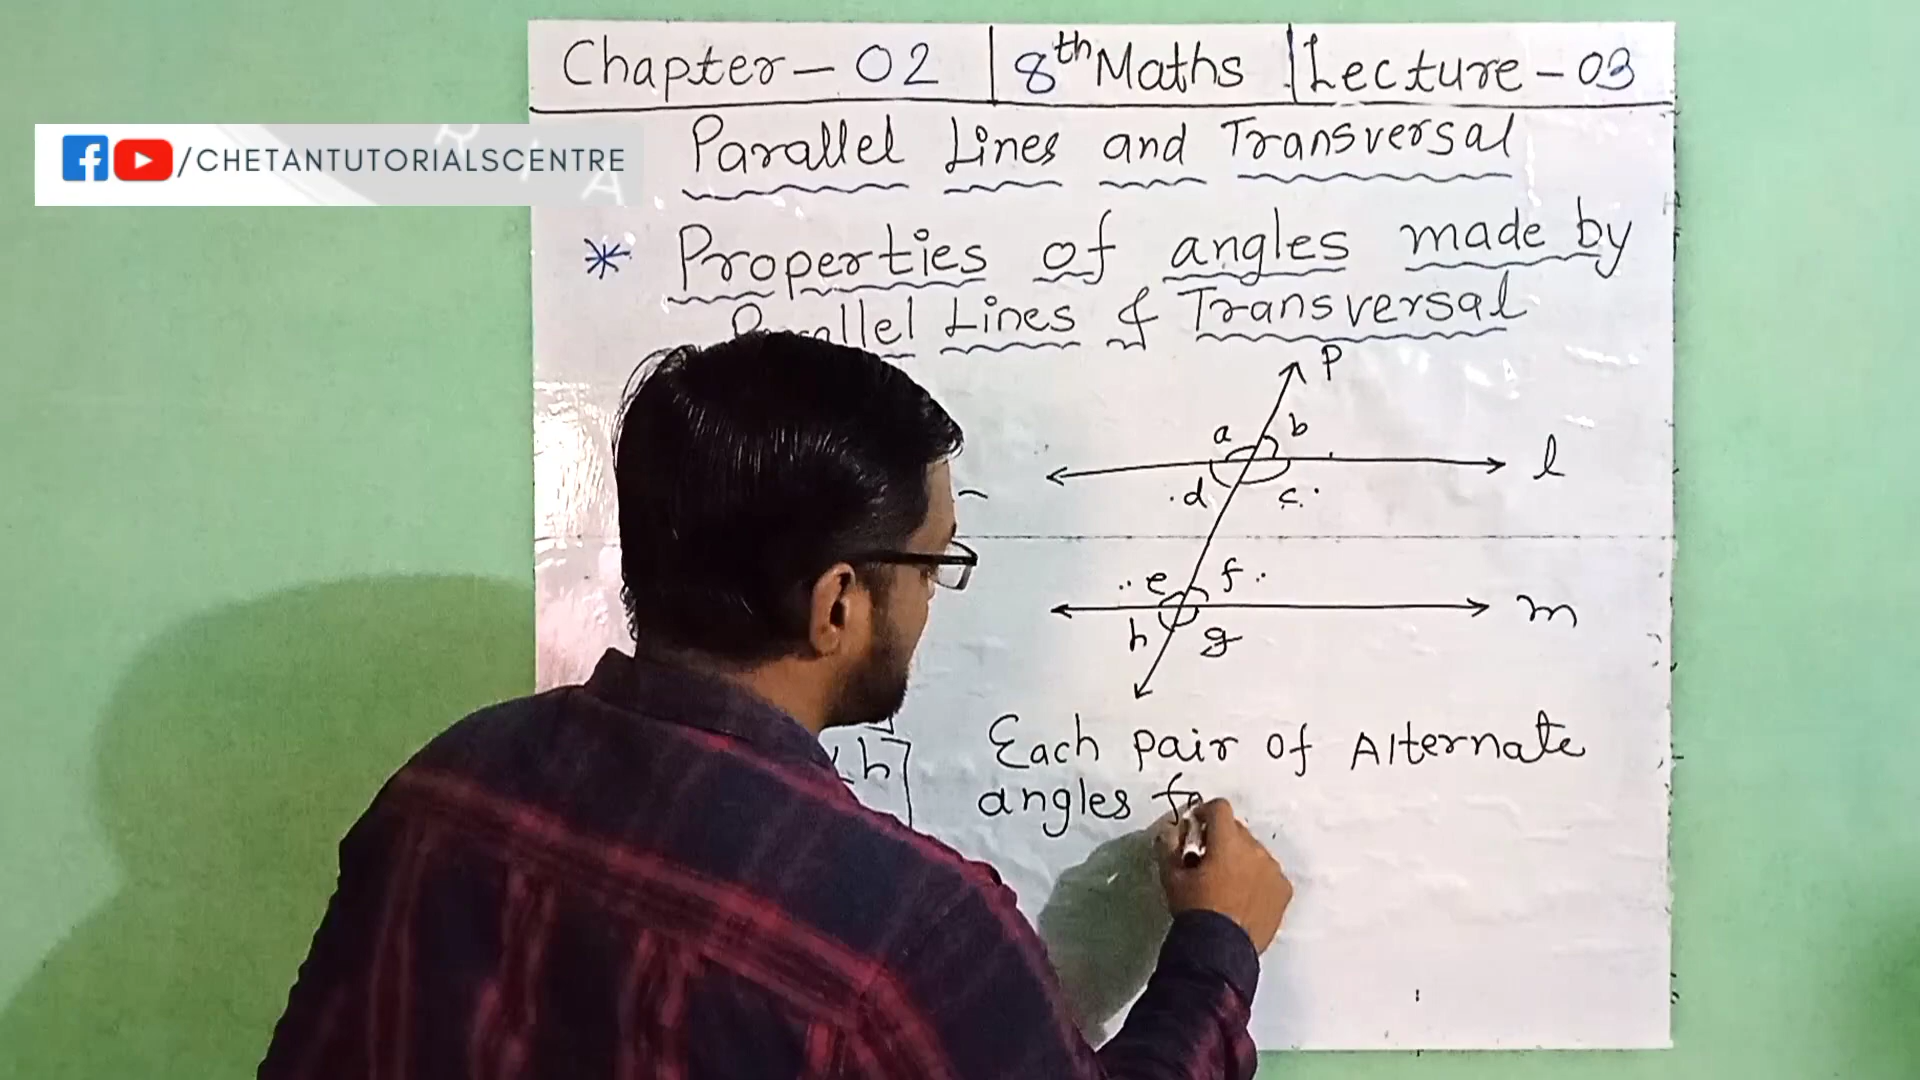 Chapter - 02 | 8th Maths | Lecture - 03
/CHETANTUTORIALSCENTRE
Parallel Lines and Transversal
* Properties of angles made by
Parallel Lines & Transversal
P
a b
l
d c
e f
m
h g
Each pair of Alternate
h
angles